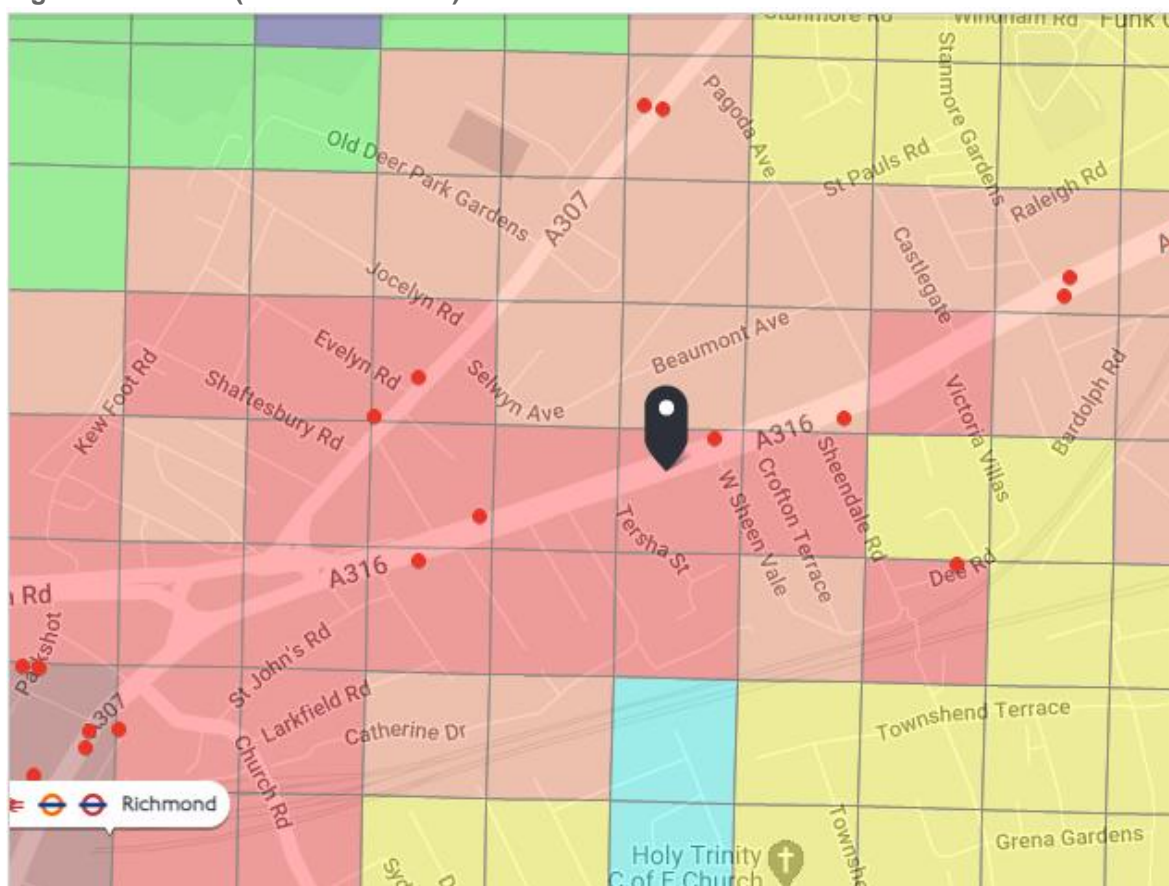 Stanmore Rd
Windham Rd
Pagoda Ave
Stanmore Gardens
Old Deer Park Gardens
St Pauls Rd
Raleigh Rd
A307
Castlegate
Jocelyn Rd
Beaumont Ave
Evelyn Rd
Selwyn Ave
Kew Foot Rd
Shaftesbury Rd
Victoria Villas
Bardolph Rd
A316
Sheendale Rd
Crofton Terrace
W Sheen Vale
Tersha St
A316
Dee Rd
Rd
Parkshot
St John's Rd
Larkfield Rd
A307
Catherine Dr
Townshend Terrace
Church Rd
Richmond
Grena Gardens
Holy Trinity
C of E Church